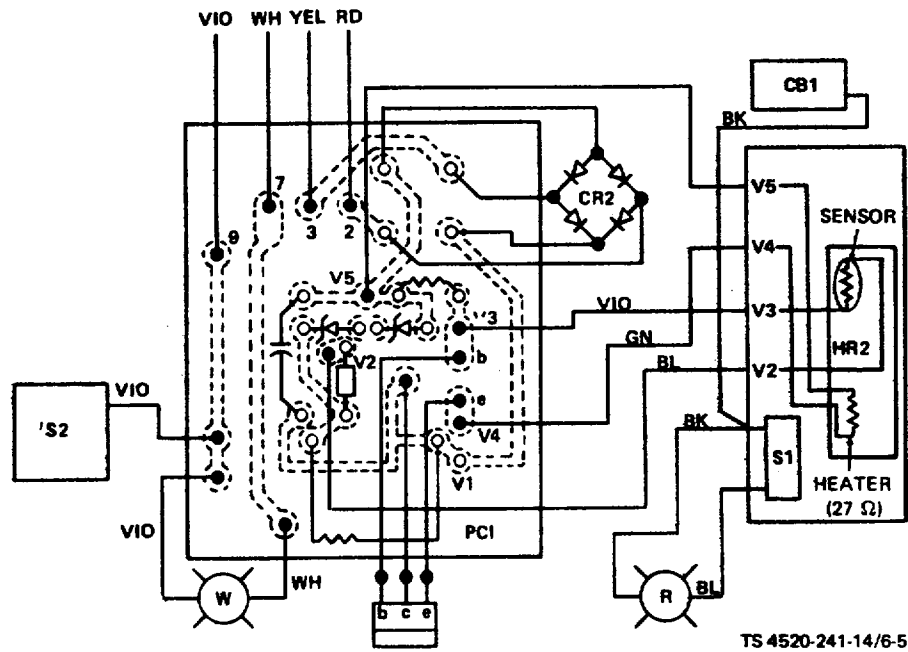 VIO WH YEL RD
CB1
BK
7
9
3
2
CR2
V5
SENSOR
V4
V5
VIO
V3
''3
GN
HR2
V2
b
BL
V2
VIO
'S2
e
V4
BK
S1
V1
HEATER
(27 Ω)
VIO
PCI
WH
W
R
BL
b c e
TS 4520-241-14/6-5